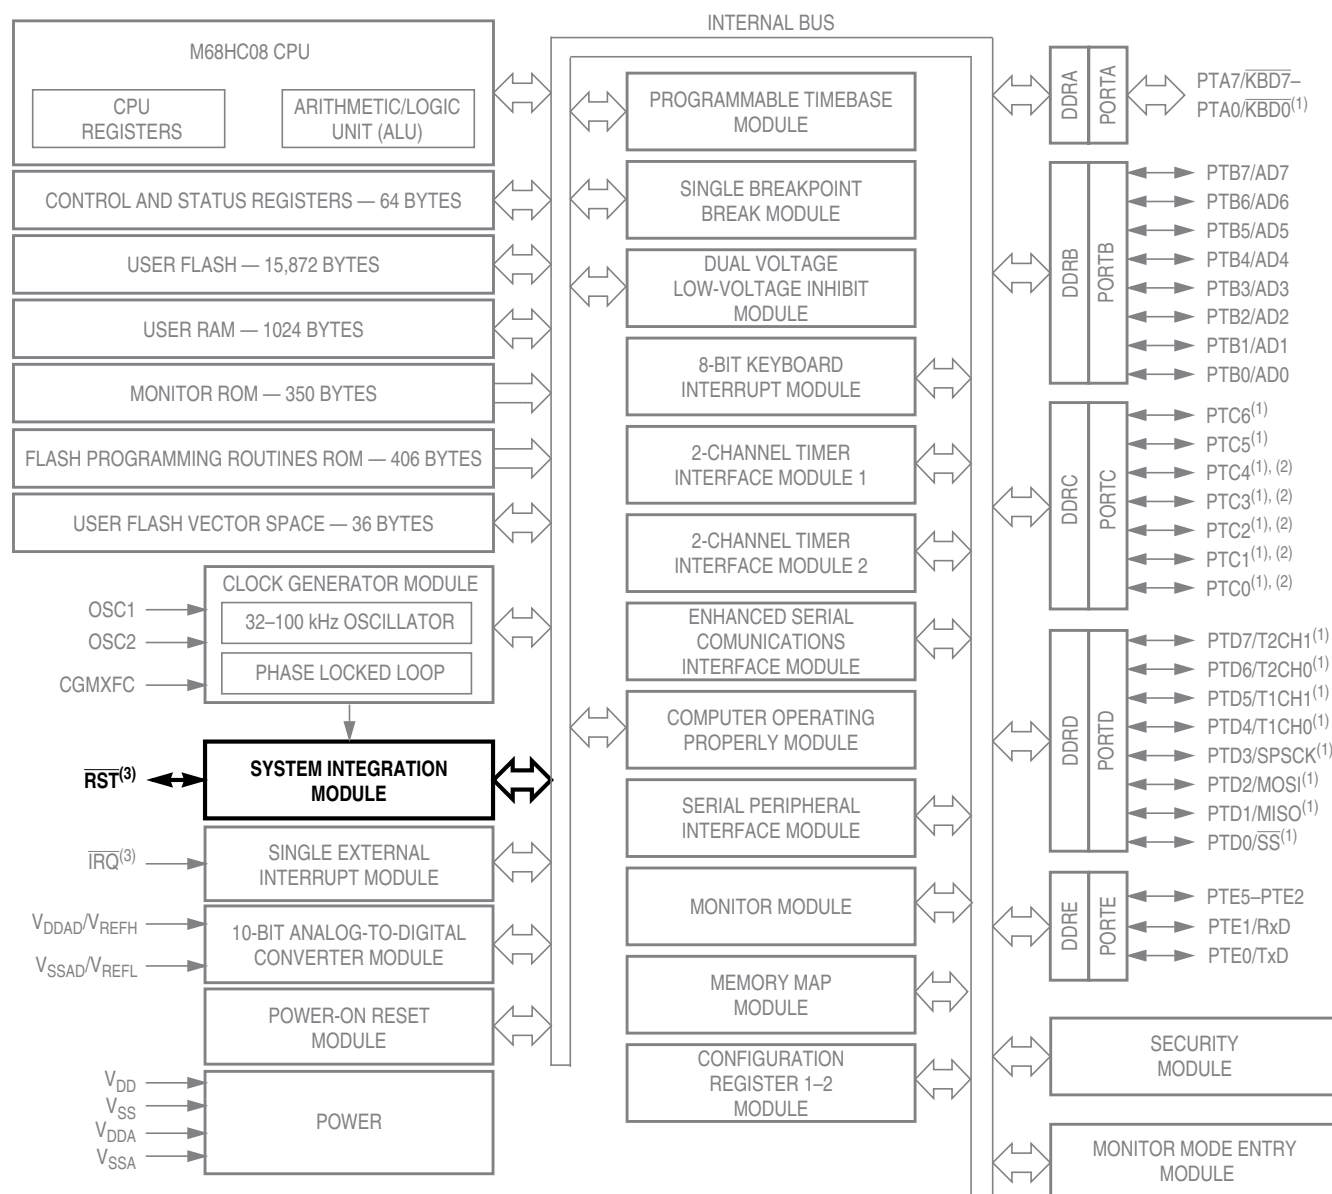 INTERNAL BUS
M68HC08 CPU
CPU
REGISTERS
ARITHMETIC/LOGIC
UNIT (ALU)
CONTROL AND STATUS REGISTERS — 64 BYTES
USER FLASH — 15,872 BYTES
USER RAM — 1024 BYTES
MONITOR ROM — 350 BYTES
FLASH PROGRAMMING ROUTINES ROM — 406 BYTES
USER FLASH VECTOR SPACE — 36 BYTES
CLOCK GENERATOR MODULE
32–100 kHz OSCILLATOR
PHASE LOCKED LOOP
OSC1
OSC2
CGMXFC
SYSTEM INTEGRATION
MODULE
R̅S̅T̅(3)
SINGLE EXTERNAL
INTERRUPT MODULE
I̅R̅Q̅(3)
10-BIT ANALOG-TO-DIGITAL
CONVERTER MODULE
VDDAD/VREFH
VSSAD/VREFL
POWER-ON RESET
MODULE
POWER
VDD
VSS
VDDA
VSSA
PROGRAMMABLE TIMEBASE
MODULE
SINGLE BREAKPOINT
BREAK MODULE
DUAL VOLTAGE
LOW-VOLTAGE INHIBIT
MODULE
8-BIT KEYBOARD
INTERRUPT MODULE
2-CHANNEL TIMER
INTERFACE MODULE 1
2-CHANNEL TIMER
INTERFACE MODULE 2
ENHANCED SERIAL
COMUNICATIONS
INTERFACE MODULE
COMPUTER OPERATING
PROPERLY MODULE
SERIAL PERIPHERAL
INTERFACE MODULE
MONITOR MODULE
MEMORY MAP
MODULE
CONFIGURATION
REGISTER 1–2
MODULE
DDRA
PORTA
PTA7/K̅B̅D̅7̅–
PTA0/K̅B̅D̅0̅(1)
DDRB
PORTB
PTB7/AD7
PTB6/AD6
PTB5/AD5
PTB4/AD4
PTB3/AD3
PTB2/AD2
PTB1/AD1
PTB0/AD0
DDRC
PORTC
PTC6(1)
PTC5(1)
PTC4(1), (2)
PTC3(1), (2)
PTC2(1), (2)
PTC1(1), (2)
PTC0(1), (2)
DDRD
PORTD
PTD7/T2CH1(1)
PTD6/T2CH0(1)
PTD5/T1CH1(1)
PTD4/T1CH0(1)
PTD3/SPSCK(1)
PTD2/MOSI(1)
PTD1/MISO(1)
PTD0/S̅S̅(1)
DDRE
PORTE
PTE5–PTE2
PTE1/RxD
PTE0/TxD
SECURITY
MODULE
MONITOR MODE ENTRY
MODULE